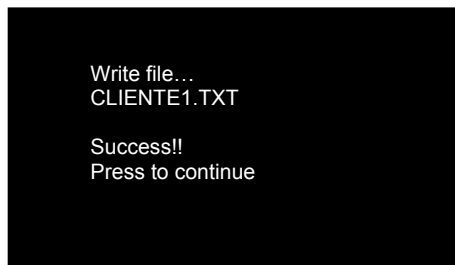 Write file…
CLIENTE1.TXT
Success!!
Press to continue